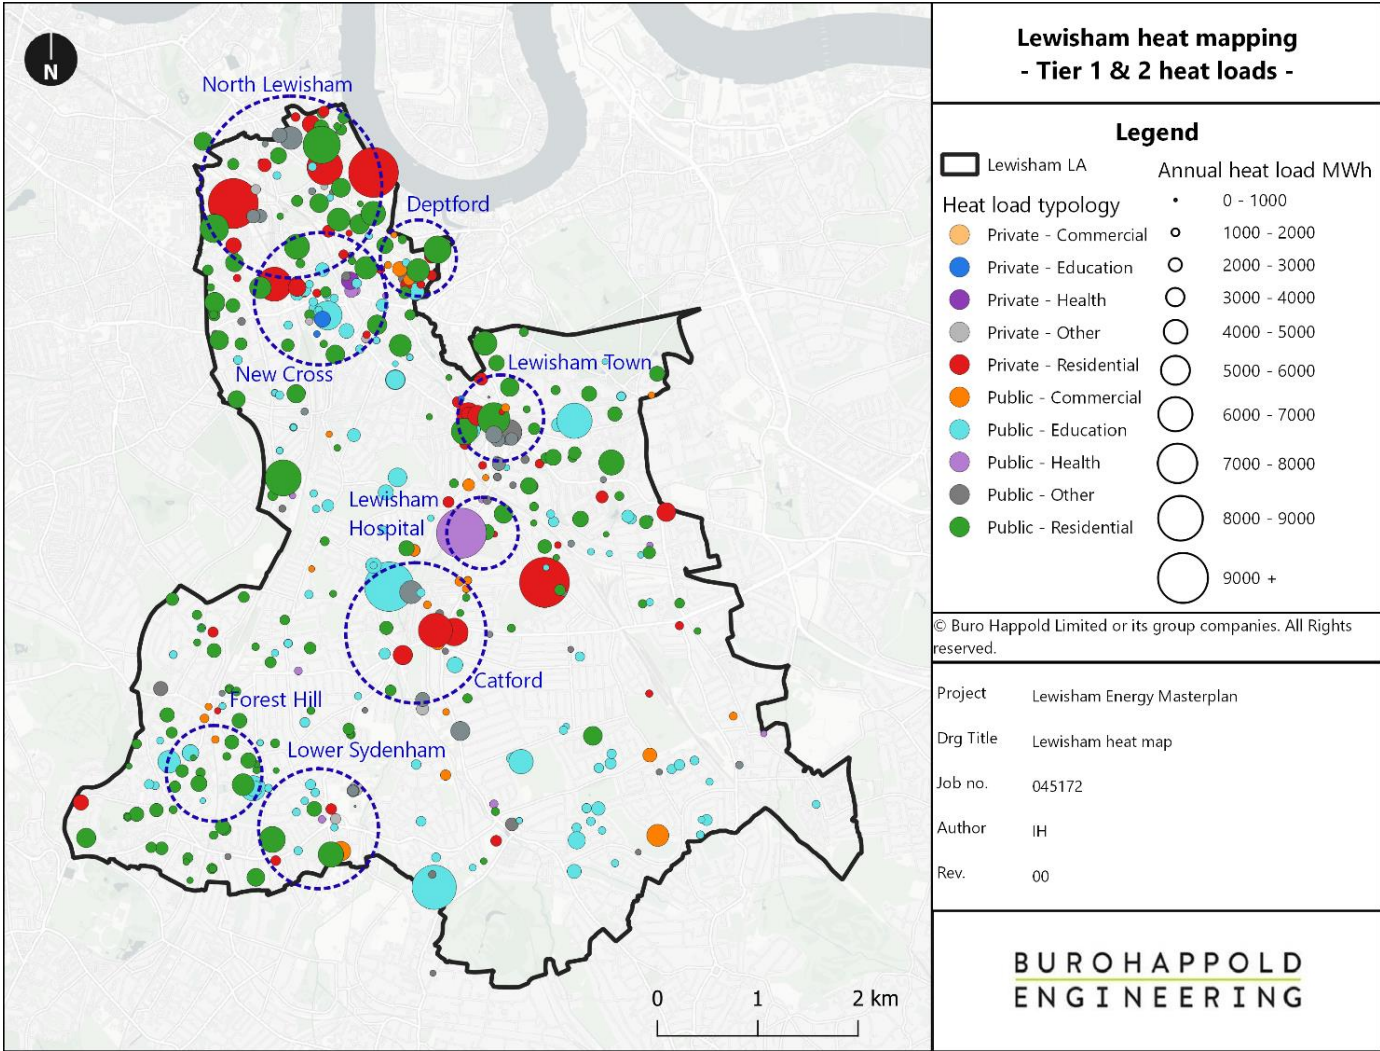 N
North Lewisham
Deptford
Lewisham Town
New Cross
Lewisham
Hospital
Catford
Forest Hill
Lower Sydenham
0 1 2 km
Lewisham heat mapping
- Tier 1 & 2 heat loads -
Legend
Lewisham LA
Heat load typology
Private - Commercial
Private - Education
Private - Health
Private - Other
Private - Residential
Public - Commercial
Public - Education
Public - Health
Public - Other
Public - Residential
Annual heat load MWh
0 - 1000
1000 - 2000
2000 - 3000
3000 - 4000
4000 - 5000
5000 - 6000
6000 - 7000
7000 - 8000
8000 - 9000
9000 +
© Buro Happold Limited or its group companies. All Rights
reserved.
Project Lewisham Energy Masterplan
Drg Title Lewisham heat map
Job no. 045172
Author IH
Rev. 00
BUROHAPPOLD
ENGINEERING